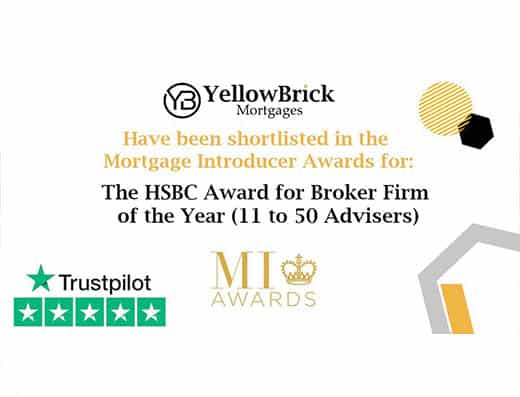 YB YellowBrick
Mortgages
Have been shortlisted in the
Mortgage Introducer Awards for:
The HSBC Award for Broker Firm
of the Year (11 to 50 Advisers)
MI
AWARDS
Trustpilot